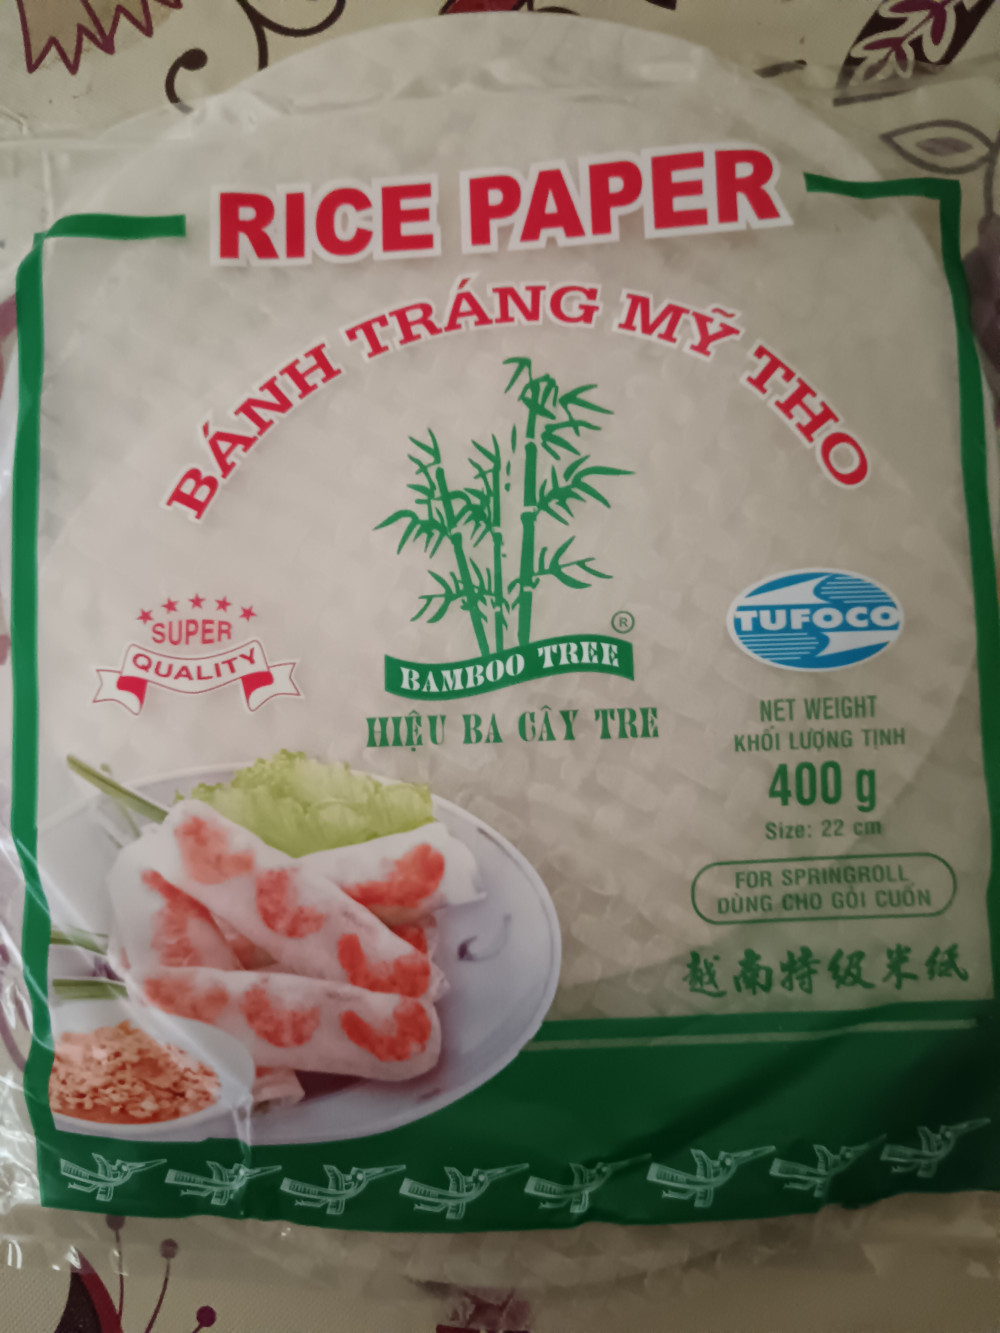 RICE PAPER
BÁNH TRÁNG MỸ THO
SUPER
QUALITY
®
BAMBOO TREE
HIỆU BA CÂY TRE
TUFOCO
NET WEIGHT
KHỐI LƯỢNG TỊNH
400 g
Size: 22 cm
FOR SPRINGROLL
DÙNG CHO GỎI CUỐN
越南特级米纸